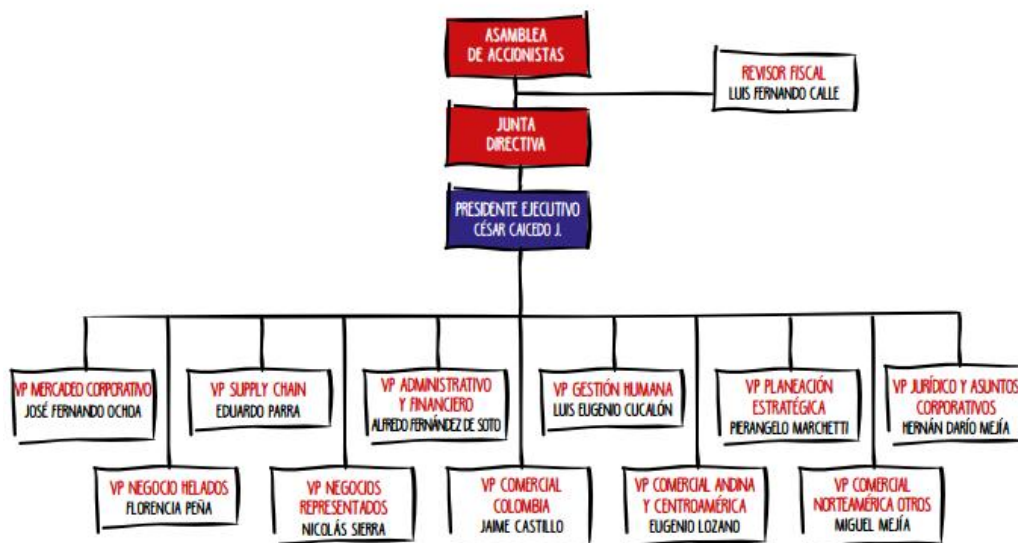 ASAMBLEA
DE ACCIONISTAS
REVISOR FISCAL
LUIS FERNANDO CALLE
JUNTA
DIRECTIVA
PRESIDENTE EJECUTIVO
CÉSAR CAICEDO J.
VP MERCADEO CORPORATIVO
JOSÉ FERNANDO OCHOA
VP SUPPLY CHAIN
EDUARDO PARRA
VP ADMINISTRATIVO
Y FINANCIERO
ALFREDO FERNÁNDEZ DE SOTO
VP GESTIÓN HUMANA
LUIS EUGENIO CUCALÓN
VP PLANEACIÓN
ESTRATÉGICA
PIERANGELO MARCHETTI
VP JURÍDICO Y ASUNTOS
CORPORATIVOS
HERNÁN DARÍO MEJÍA
VP NEGOCIO HELADOS
FLORENCIA PEÑA
VP NEGOCIOS
REPRESENTADOS
NICOLÁS SIERRA
VP COMERCIAL
COLOMBIA
JAIME CASTILLO
VP COMERCIAL ANDINA
Y CENTROAMÉRICA
EUGENIO LOZANO
VP COMERCIAL
NORTEAMÉRICA OTROS
MIGUEL MEJÍA